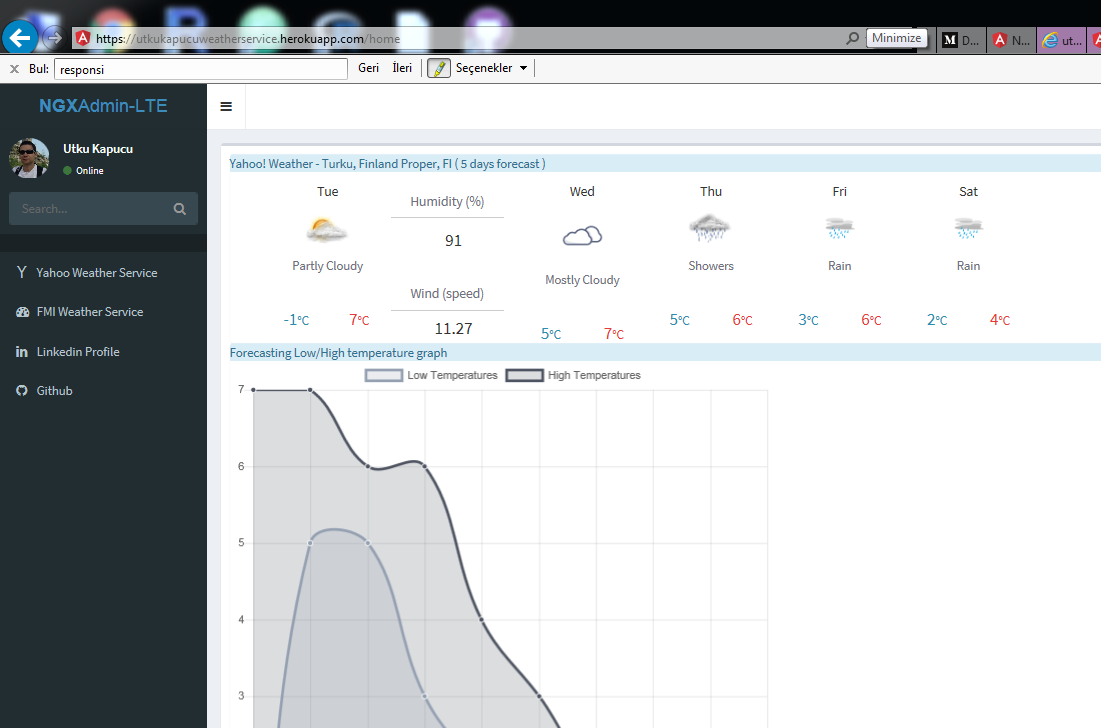 https://utkukapucuweatherservice.herokuapp.com/home
Minimize
D...
N...
ut...
Bul: responsi
Geri
İleri
Seçenekler
NGXAdmin-LTE
Utku Kapucu
Online
Search...
Yahoo Weather Service
FMI Weather Service
Linkedin Profile
Github
Yahoo! Weather - Turku, Finland Proper, FI ( 5 days forecast )
Tue
Partly Cloudy
-1°C 7°C
Humidity (%)
91
Wind (speed)
11.27
Wed
Mostly Cloudy
5°C 7°C
Thu
Showers
5°C 6°C
Fri
Rain
3°C 6°C
Sat
Rain
2°C 4°C
Forecasting Low/High temperature graph
Low Temperatures
High Temperatures
7
6
5
4
3